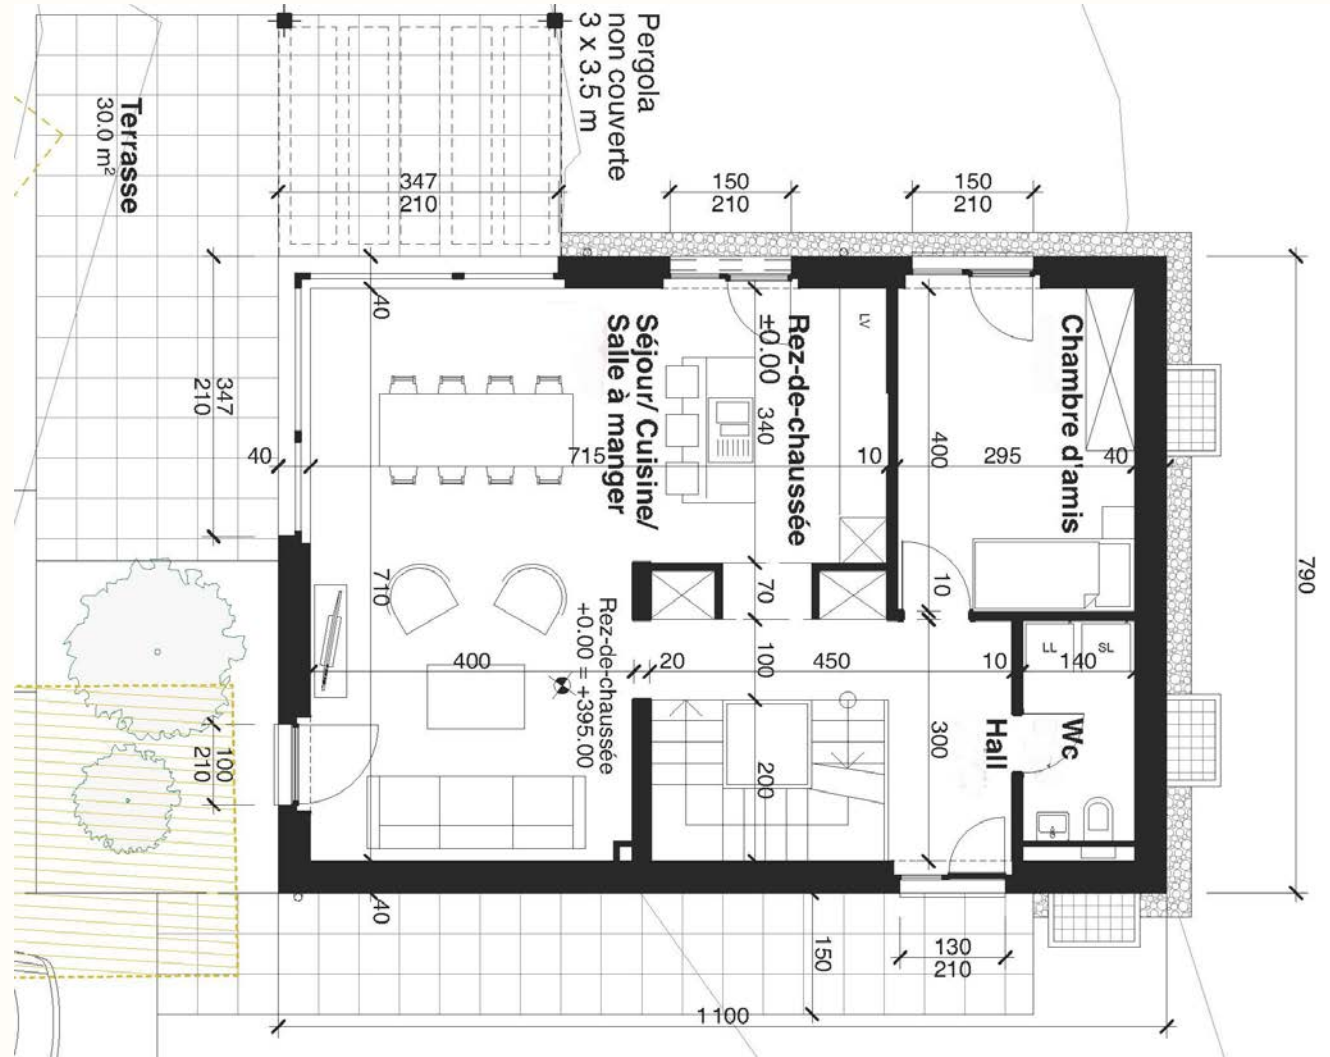 Pergola
non couverte
3 x 3.5 m
Terrasse
30.0 m²
347
210
150
210
150
210
40
347
210
40
Séjour/ Cuisine/
Salle à manger
Rez-de-chaussée
±0.00
340
LV
Chambre d'amis
715
10
400
295
40
790
710
70
10
Rez-de-chaussée
+0.00 = +395.00
400
20
100
450
10
LL
SL
140
100
210
200
300
Hall
Wc
40
150
130
210
1100